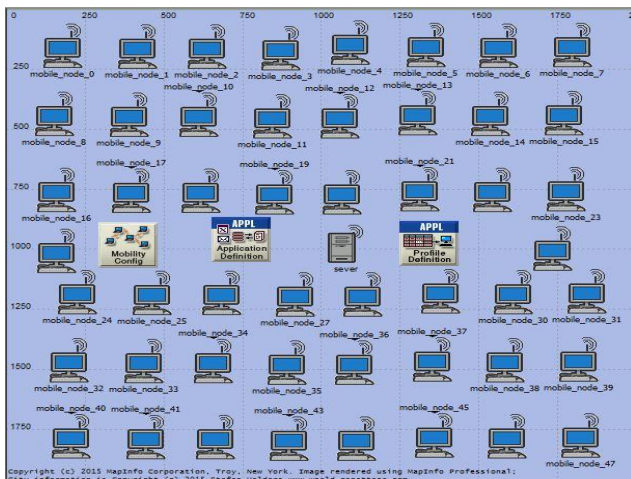 0 250 500 750 1000 1250 1500 1750
mobile_node_0 mobile_node_1 mobile_node_2 mobile_node_3 mobile_node_4 mobile_node_5 mobile_node_6 mobile_node_7
250
mobile_node_10 mobile_node_12 mobile_node_13
500
mobile_node_8 mobile_node_9 mobile_node_11 mobile_node_14 mobile_node_15
mobile_node_17 mobile_node_19 mobile_node_21
750
mobile_node_16 mobile_node_23
APPL APPL
1000
Mobility Config
Application Definition
sever
Profile Definition
1250
mobile_node_24 mobile_node_25 mobile_node_34 mobile_node_27 mobile_node_36 mobile_node_37 mobile_node_30 mobile_node_31
1500
mobile_node_32 mobile_node_33 mobile_node_35 mobile_node_38 mobile_node_39
mobile_node_40 mobile_node_41 mobile_node_43 mobile_node_45
1750
mobile_node_47
Copyright (c) 2015 MapInfo Corporation, Troy, New York. Image rendered using MapInfo Professional;